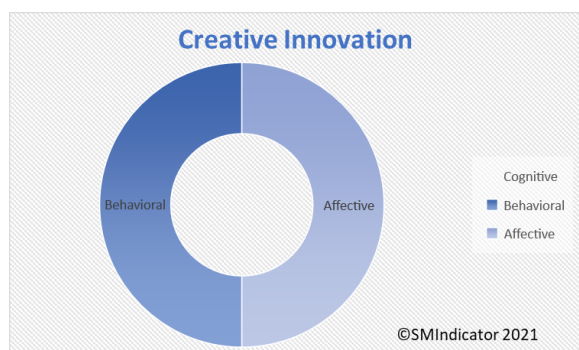 Creative Innovation
Behavioral
Affective
Cognitive
Behavioral
Affective
©SMIndicator 2021